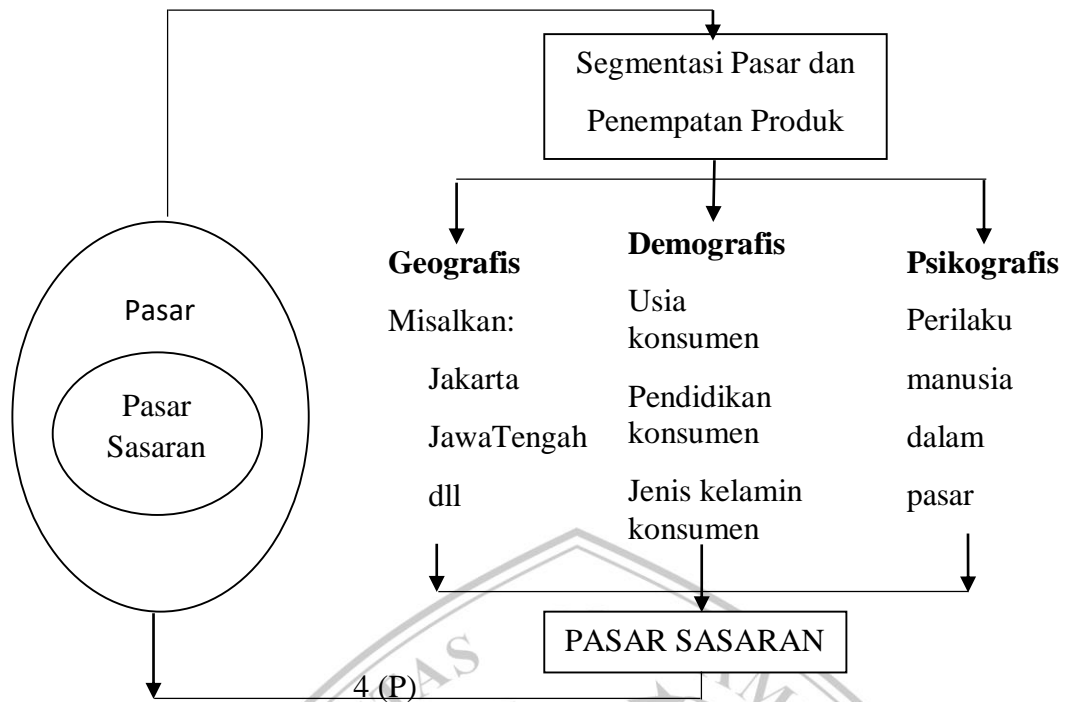 Segmentasi Pasar dan
Penempatan Produk
Pasar
Pasar
Sasaran
Geografis
Misalkan:
Jakarta
JawaTengah
dll
Demografis
Usia
konsumen
Pendidikan
konsumen
Jenis kelamin
konsumen
Psikografis
Perilaku
manusia
dalam
pasar
PASAR SASARAN
4 (P)